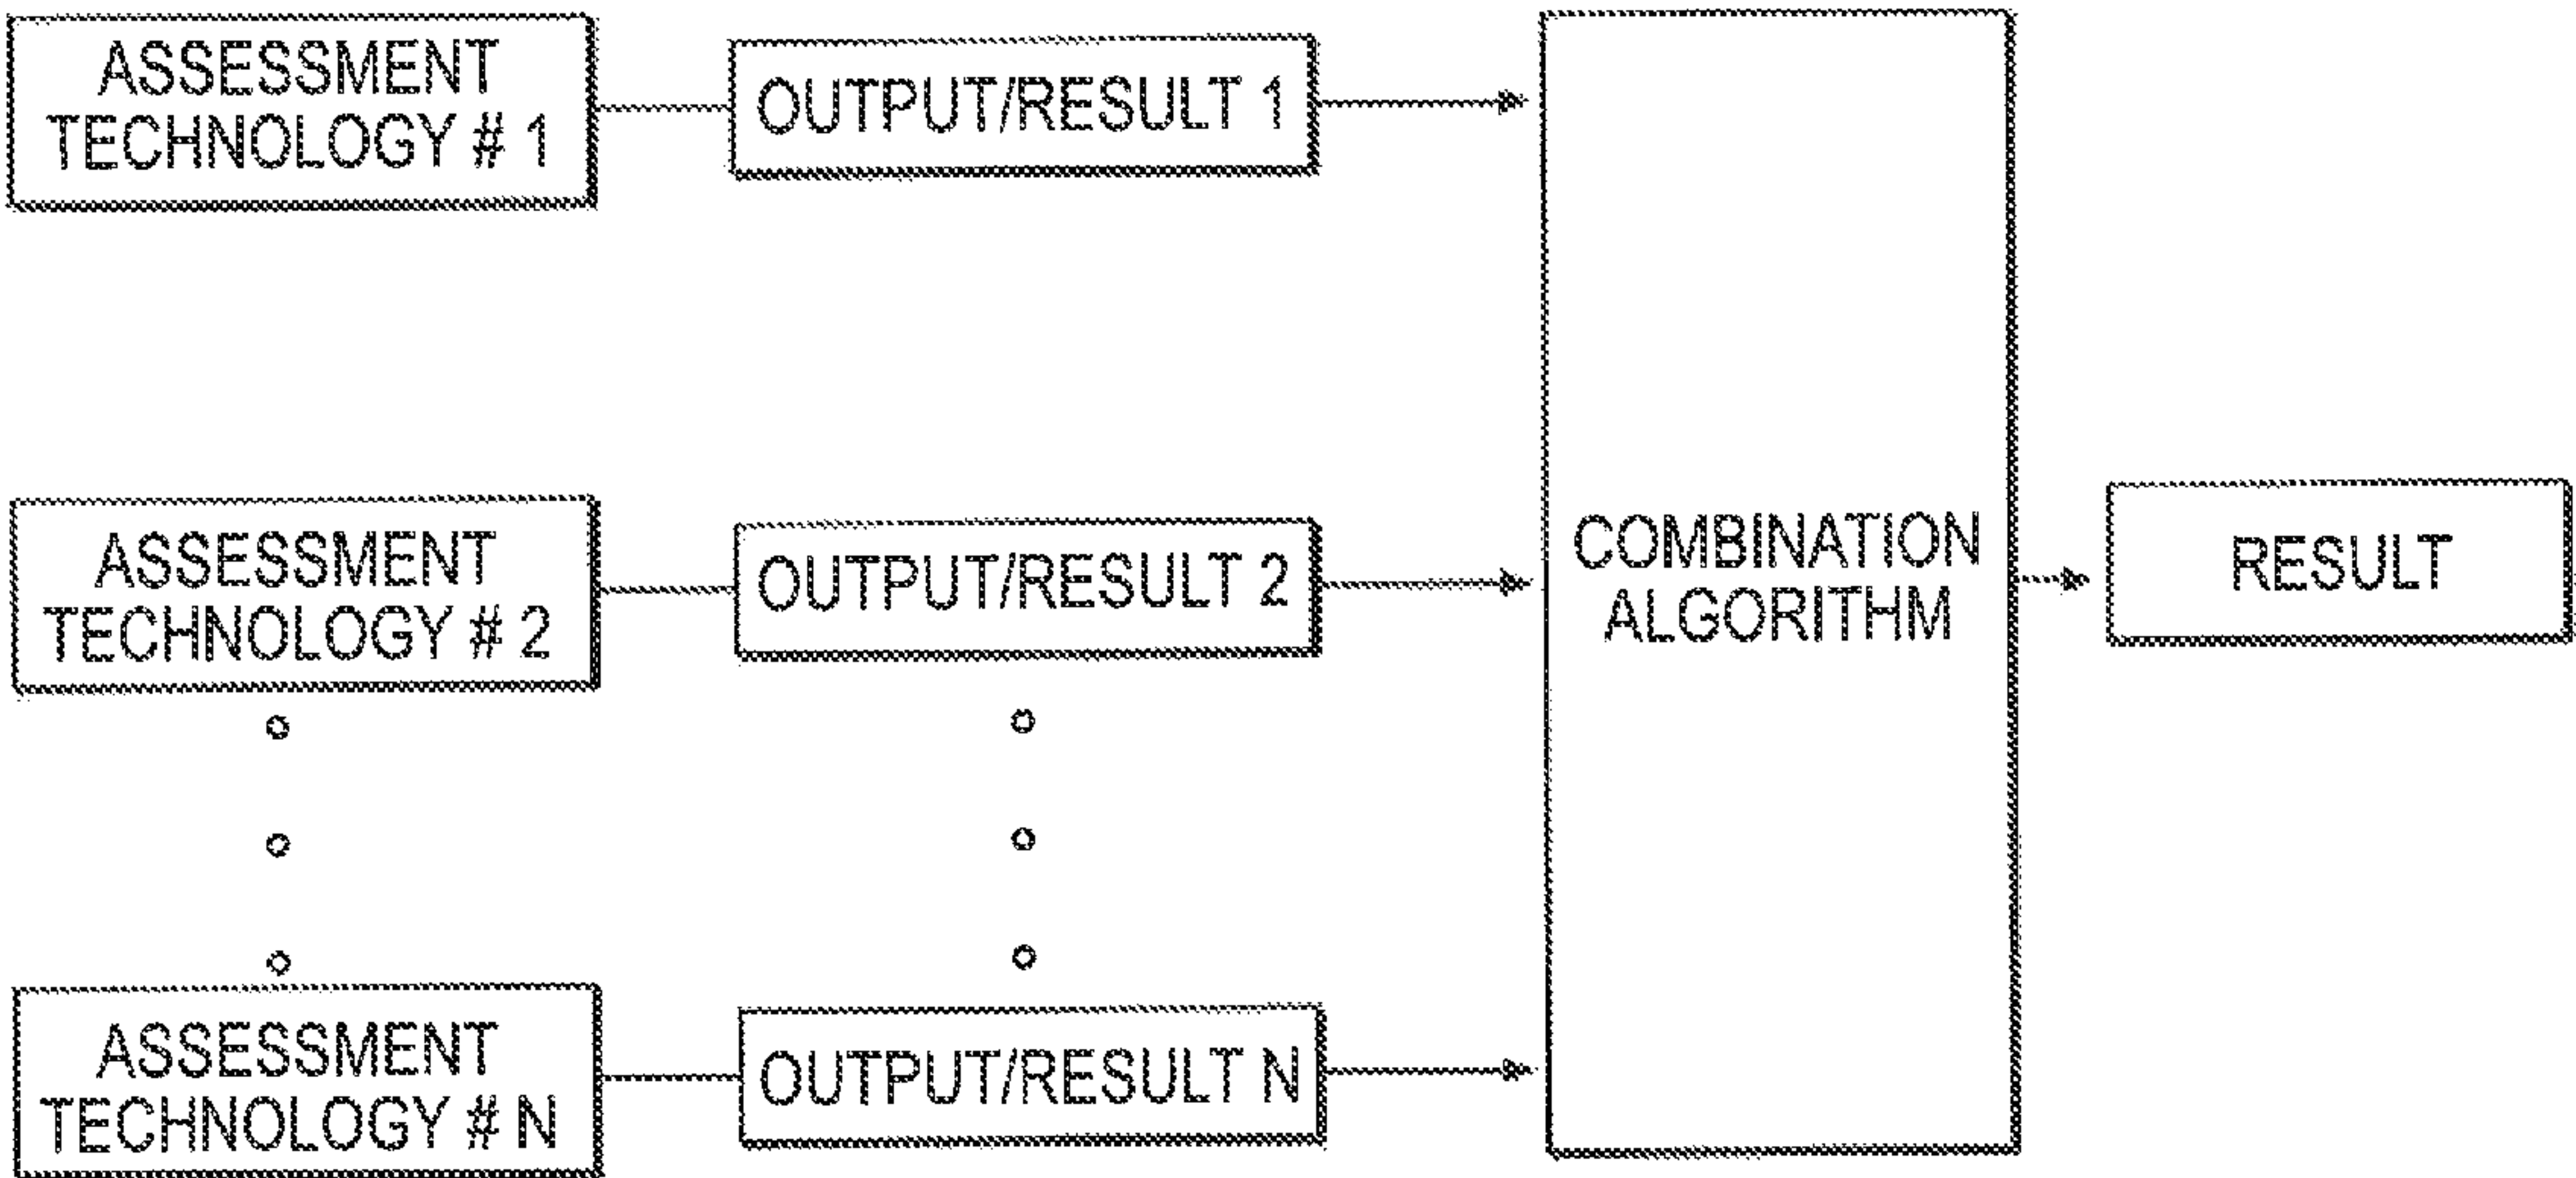 ASSESSMENT
TECHNOLOGY # 1
OUTPUT/RESULT 1
ASSESSMENT
TECHNOLOGY # 2
OUTPUT/RESULT 2
COMBINATION
ALGORITHM
RESULT
ASSESSMENT
TECHNOLOGY # N
OUTPUT/RESULT N